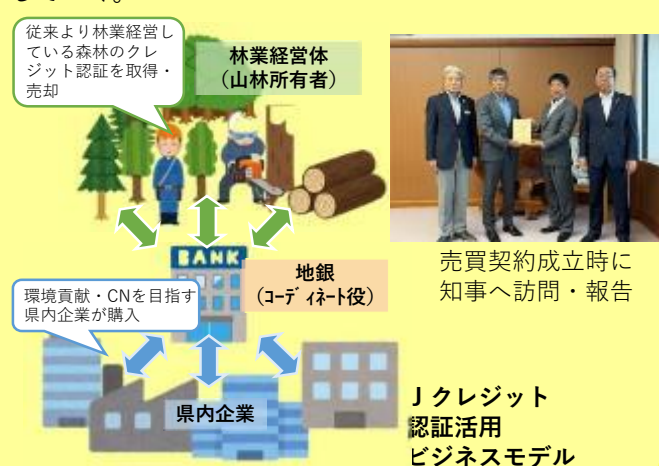 従来より林業経営し
ている森林のクレ
ジット認証を取得・
売却
林業経営体
（山林所有者）
BANK
地銀
（ｺｰﾃﾞｨﾈｰﾄ役）
売買契約成立時に
知事へ訪問・報告
環境貢献・CNを目指す
県内企業が購入
県内企業
Ｊクレジット
認証活用
ビジネスモデル